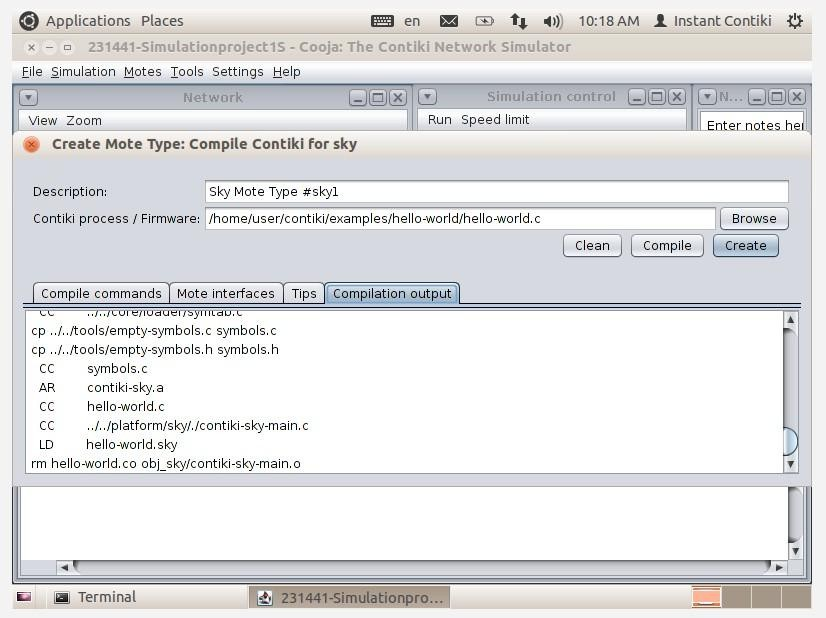 Applications Places en 10:18 AM Instant Contiki
231441-Simulationproject1S - Cooja: The Contiki Network Simulator
File Simulation Motes Tools Settings Help
Network Simulation control N...
View Zoom Run Speed limit Enter notes her
Create Mote Type: Compile Contiki for sky
Description: Sky Mote Type #sky1
Contiki process / Firmware: /home/user/contiki/examples/hello-world/hello-world.c Browse
Clean Compile Create
Compile commands Mote interfaces Tips Compilation output
CC ../../core/loader/symtab.c
cp ../../tools/empty-symbols.c symbols.c
cp ../../tools/empty-symbols.h symbols.h
CC symbols.c
AR contiki-sky.a
CC hello-world.c
CC ../../platform/sky/./contiki-sky-main.c
LD hello-world.sky
rm hello-world.co obj_sky/contiki-sky-main.o
Terminal 231441-Simulationpro...